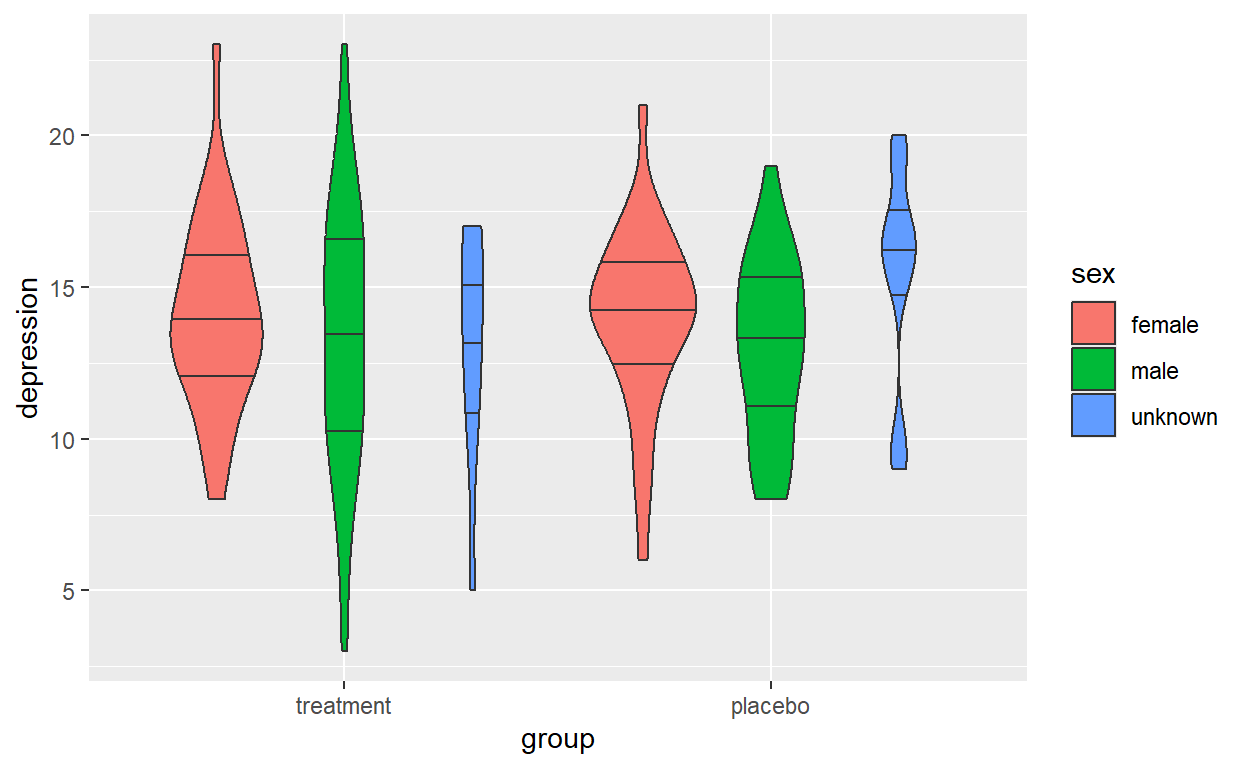 depression
20
15
10
5
treatment
placebo
group
sex
female
male
unknown